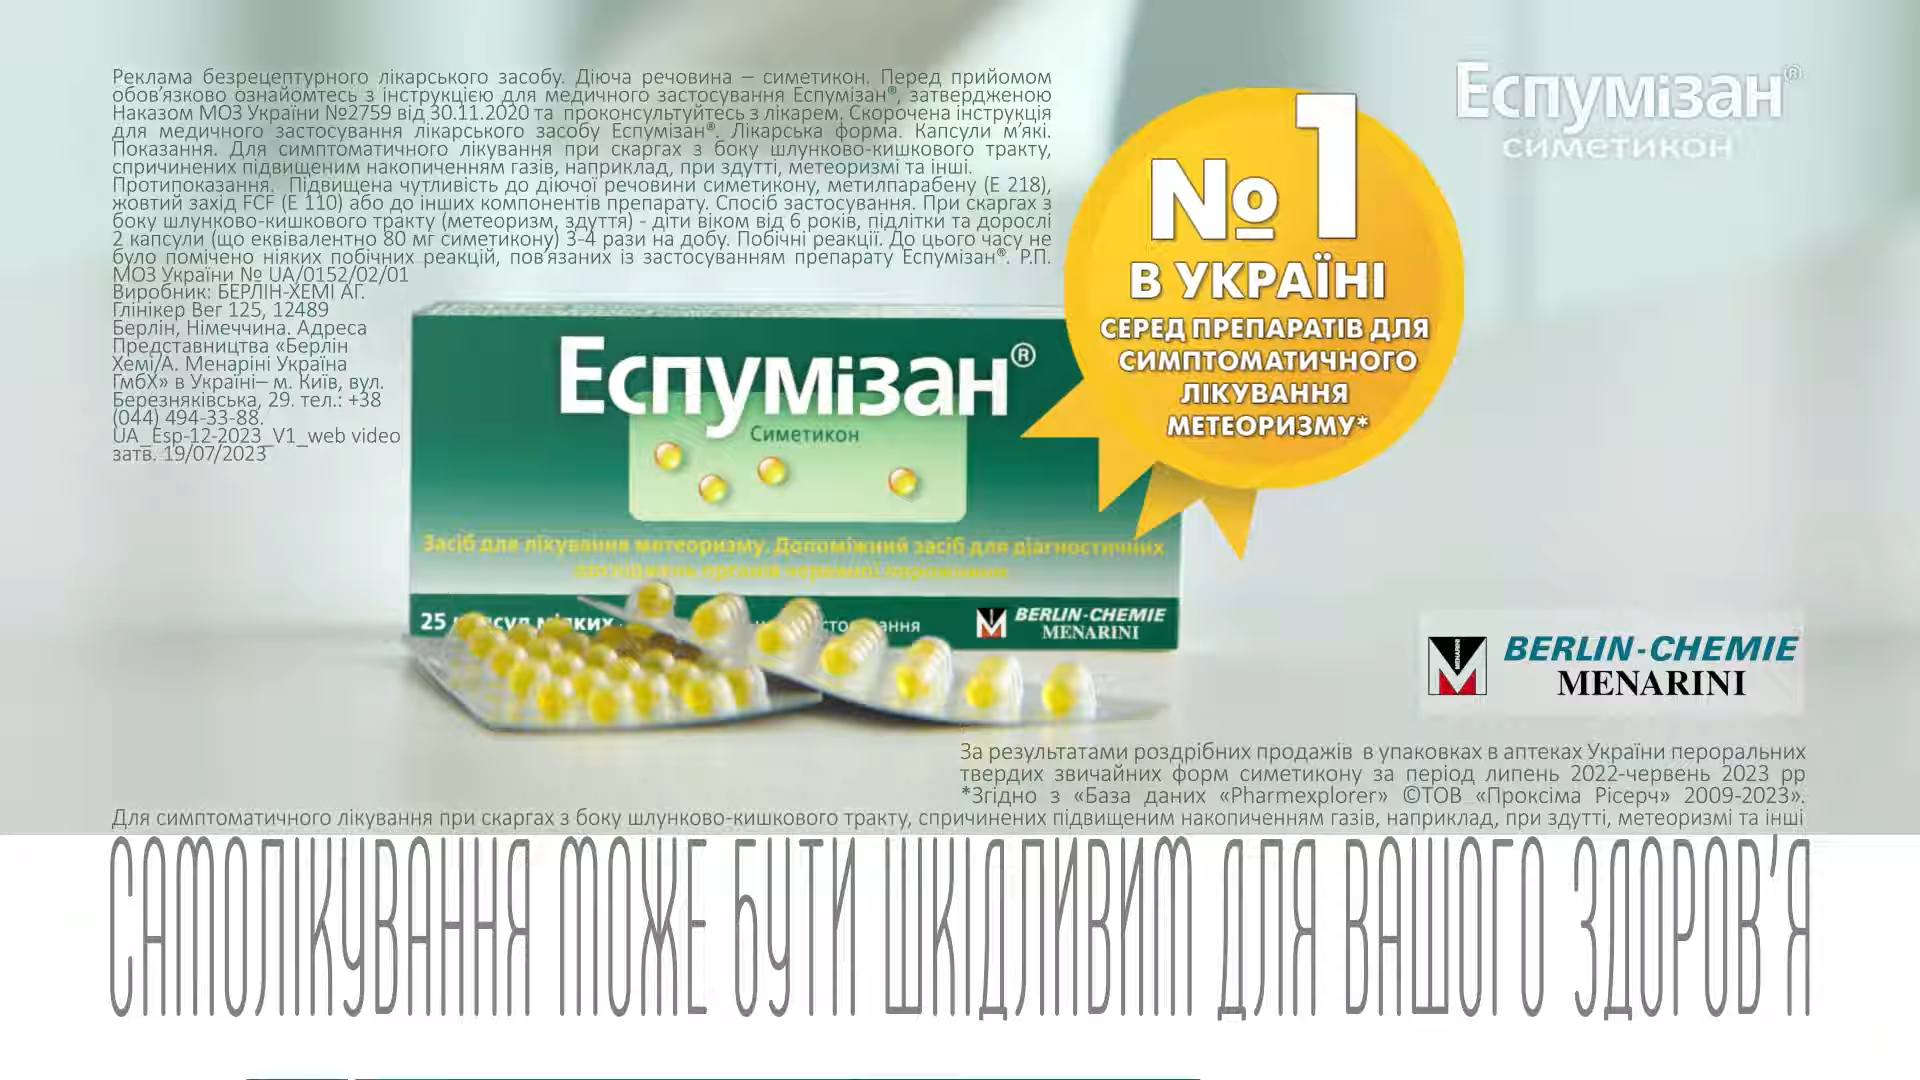 Реклама безрецептурного лікарського засобу. Діюча речовина – симетикон. Перед прийомом
обов'язково ознайомтесь з інструкцією для медичного застосування Еспумізан®, затвердженою
Наказом МОЗ України №2759 від 30.11.2020 та проконсультуйтесь з лікарем. Скорочена інструкція
для медичного застосування лікарського засобу Еспумізан®. Лікарська форма. Капсули м'які.
Показання. Для симптоматичного лікування при скаргах з боку шлунково-кишкового тракту,
спричинених підвищеним накопиченням газів, наприклад, при здутті, метеоризмі та інші.
Протипоказання. Підвищена чутливість до діючої речовини симетикону, метилпарабену (Е 218),
жовтий захід FCF (Е 110) або до інших компонентів препарату. Спосіб застосування. При скаргах з
боку шлунково-кишкового тракту (метеоризм, здуття) - діти віком від 6 років, підлітки та дорослі
2 капсули (що еквівалентно 80 мг симетикону) 3-4 рази на добу. Побічні реакції. До цього часу не
було помічено ніяких побічних реакцій, пов'язаних із застосуванням препарату Еспумізан®. Р.П.
МОЗ України № UA/0152/02/01
Виробник: БЕРЛІН-ХЕМІ АГ.
Глінікер Вег 125, 12489
Берлін, Німеччина. Адреса
Представництва «Берлін
Хемі/А. Менаріні Україна
ГмбХ» в Україні– м. Київ, вул.
Березняківська, 29. тел.: +38
(044) 494-33-88.
UA_Esp-12-2023_V1_web video
затв. 19/07/2023
Еспумізан®
симетикон
№1
В УКРАЇНІ
СЕРЕД ПРЕПАРАТІВ ДЛЯ
СИМПТОМАТИЧНОГО
ЛІКУВАННЯ
МЕТЕОРИЗМУ*
Еспумізан®
Симетикон
Засіб для лікування метеоризму. Допоміжний засіб для діагностичних
25
BERLIN-CHEMIE
MENARINI
MENARINI
BERLIN-CHEMIE
MENARINI
За результатами роздрібних продажів в упаковках в аптеках України пероральних
твердих звичайних форм симетикону за період липень 2022-червень 2023 рр
*Згідно з «База даних «Pharmexplorer» ©ТОВ «Проксіма Рісерч» 2009-2023».
Для симптоматичного лікування при скаргах з боку шлунково-кишкового тракту, спричинених підвищеним накопиченням газів, наприклад, при здутті, метеоризмі та інші
САМОЛІКУВАННЯ МОЖЕ БУТИ ШКІДЛИВИМ ДЛЯ ВАШОГО ЗДОРОВ'Я